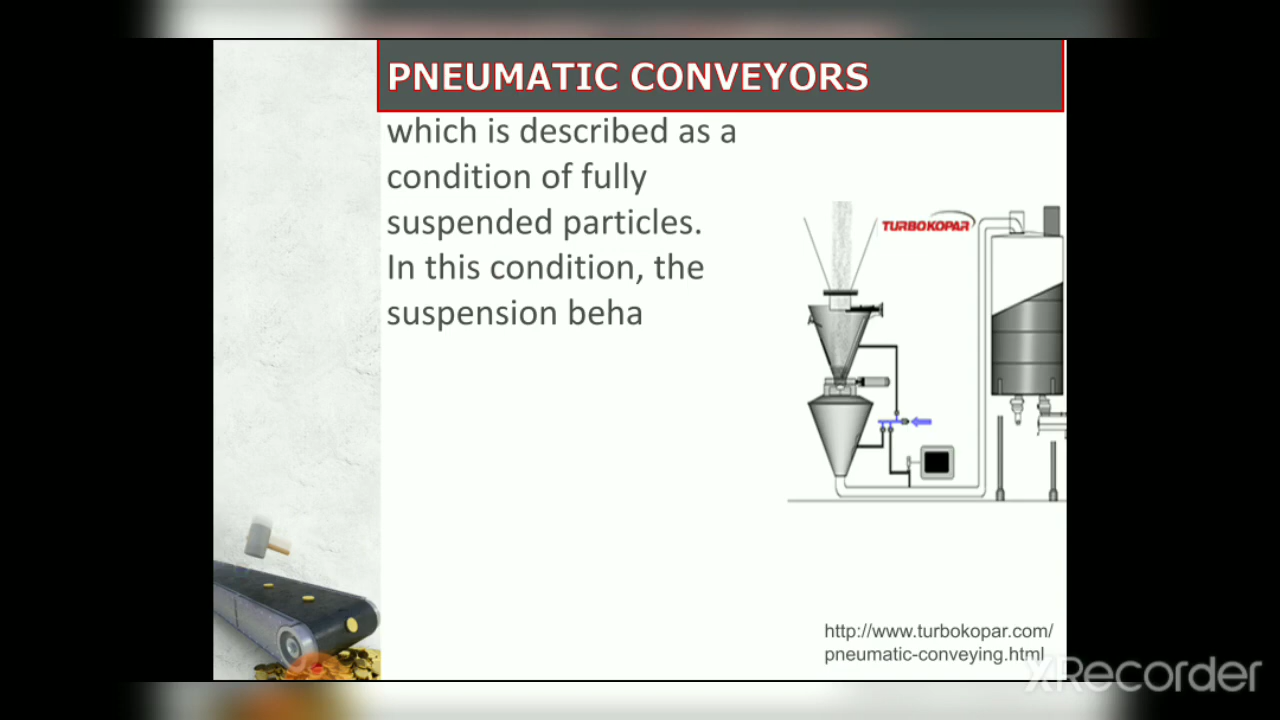 PNEUMATIC CONVEYORS
which is described as a
condition of fully
suspended particles.
In this condition, the
suspension beha
TURBOKOPAR
http://www.turbokopar.com/
pneumatic-conveying.html
XRecorder